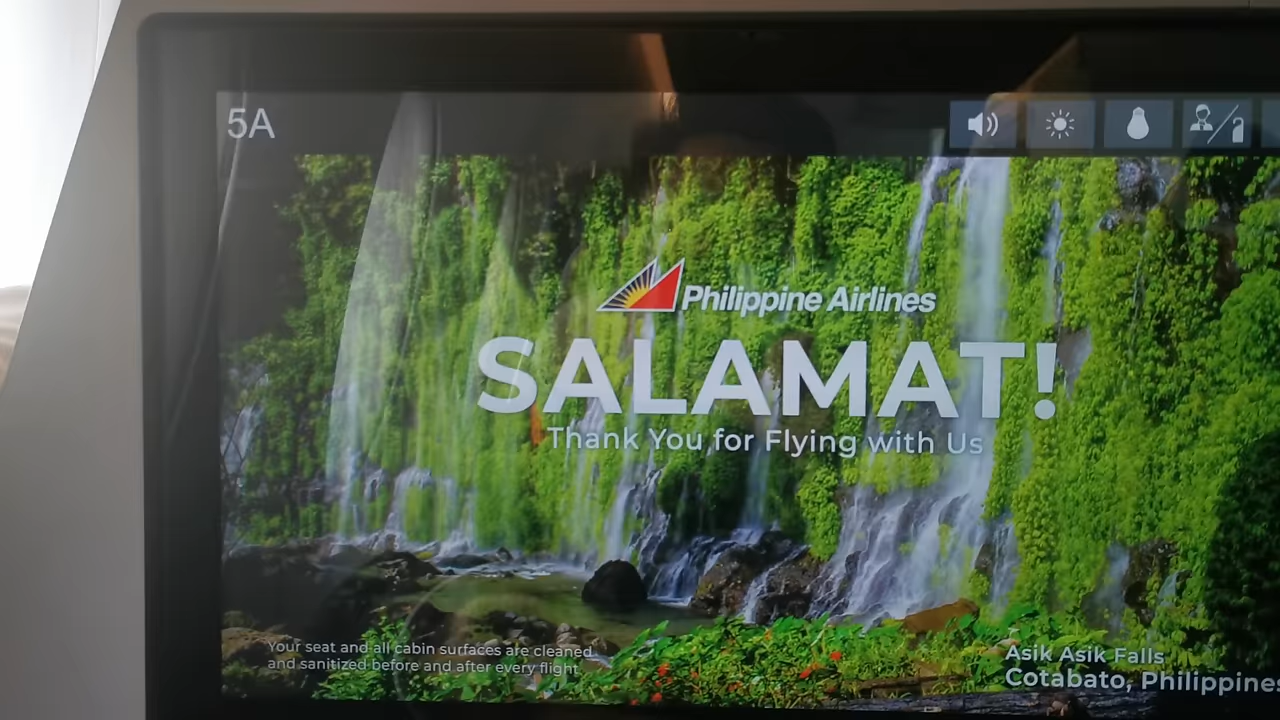 5A
Philippine Airlines
SALAMAT!
Thank You for Flying with Us
Your seat and all cabin surfaces are cleaned
and sanitized before and after every flight
Asik Asik Falls
Cotabato, Philippines